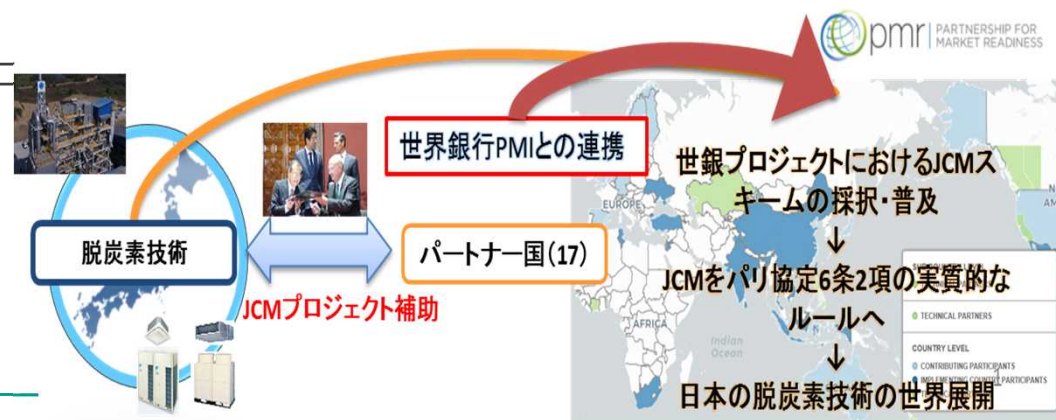 pmr
PARTNERSHIP FOR
MARKET READINESS
世界銀行PMIとの連携
脱炭素技術
パートナー国（17）
JCMプロジェクト補助
世銀プロジェクトにおけるJCMス
キームの採択・普及
↓
JCMをパリ協定6条2項の実質的な
ルールへ
↓
日本の脱炭素技術の世界展開
EUROPE
AFRICA
Indian
Ocean
TECHNICAL PARTNERS
COUNTRY LEVEL
CONTRIBUTING PARTICIPANTS
IMPLEMENTING COUNTRY PARTICIPANTS
1